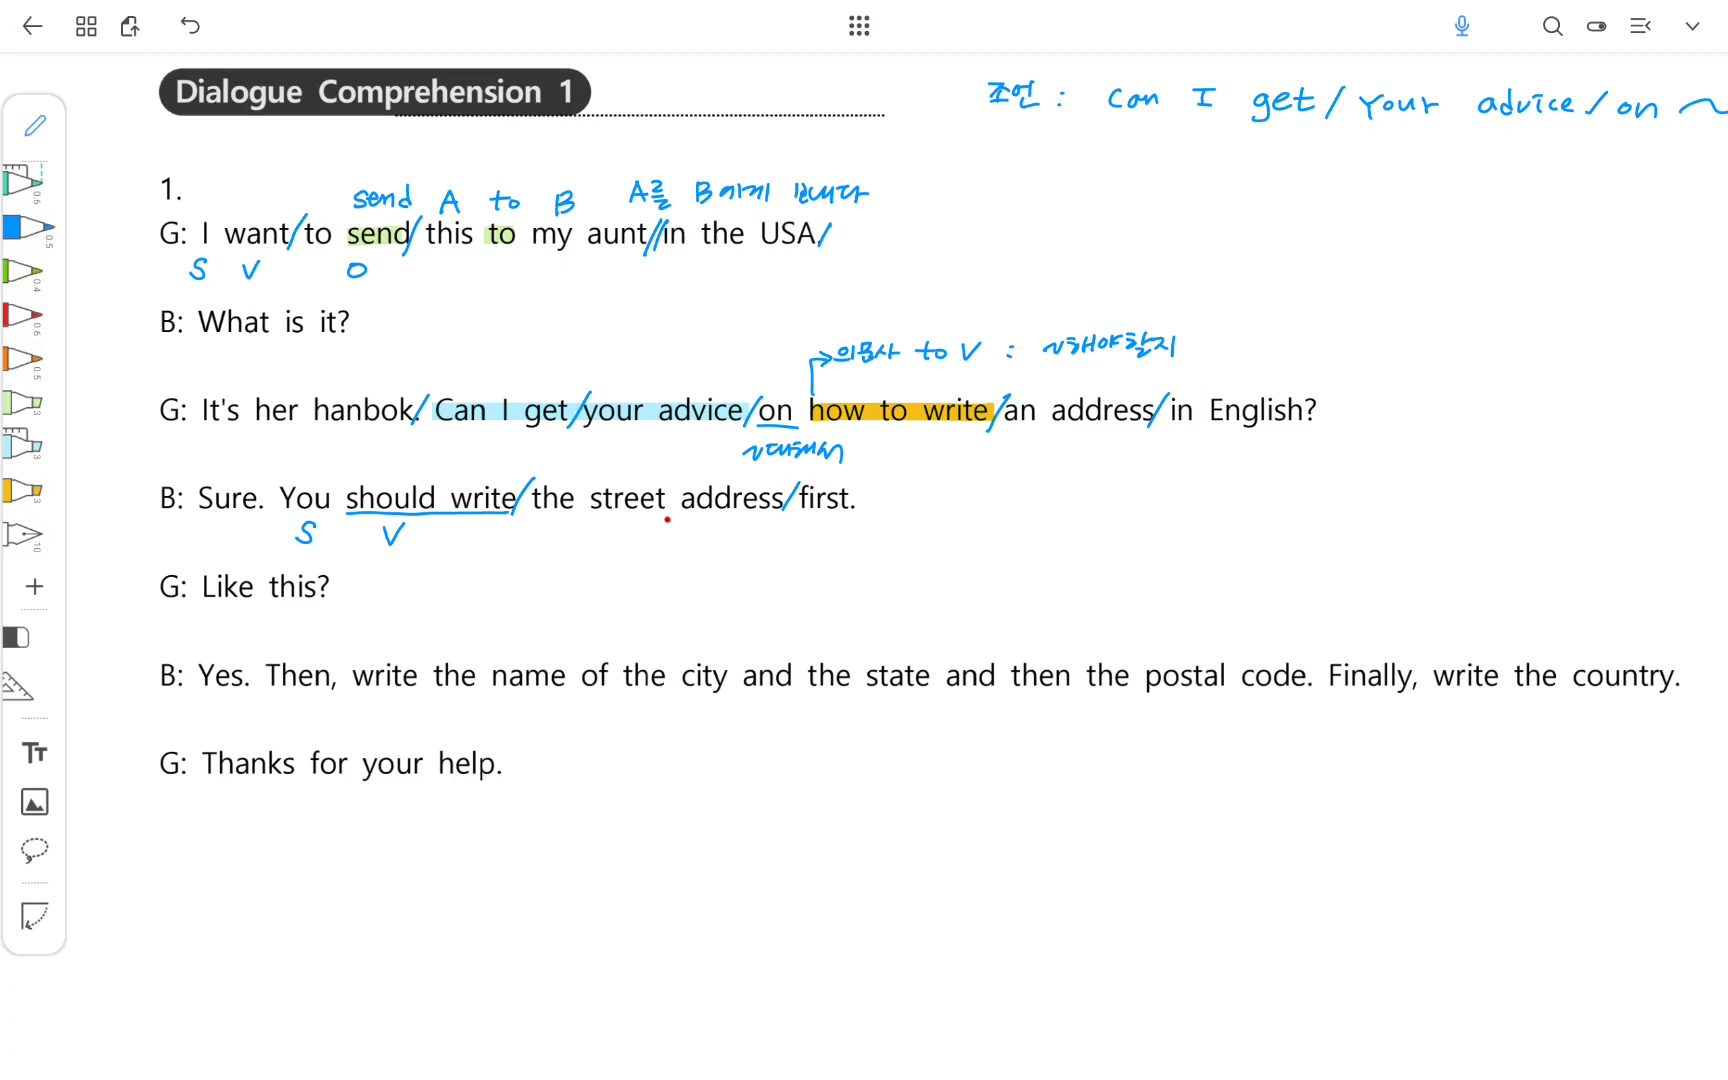 Dialogue Comprehension 1
조언 : Can I get / your advice / on ~
1.
send A to B A를 B에게 보내다
G: I want / to send / this to my aunt // in the USA. /
S V O
B: What is it?
의문사 to V : ~해야할지
G: It's her hanbok. / Can I get / your advice / on how to write / an address / in English?
~대해서
B: Sure. You should write / the street address / first.
S V
G: Like this?
B: Yes. Then, write the name of the city and the state and then the postal code. Finally, write the country.
G: Thanks for your help.